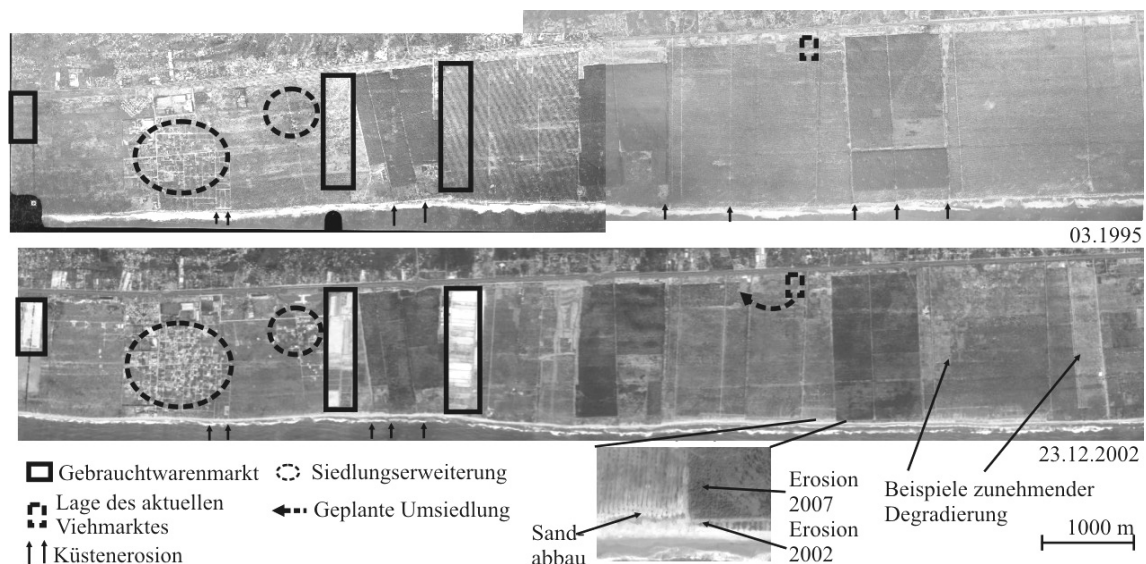 03.1995
23.12.2002
Gebrauchtwarenmarkt
Siedlungserweiterung
Lage des aktuellen
Viehmarktes
Geplante Umsiedlung
Küstenerosion
Sand
abbau
Erosion
2007
Erosion
2002
Beispiele zunehmender
Degradierung
1000 m